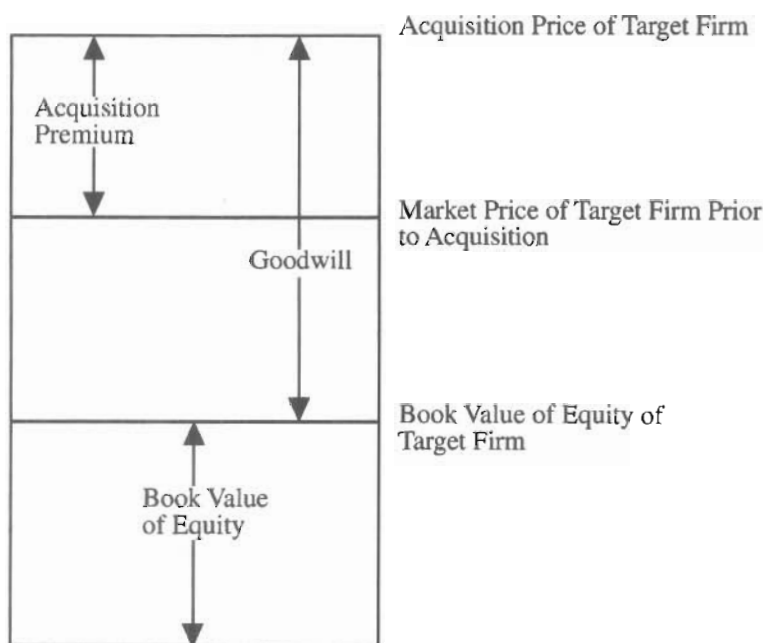 Acquisition Price of Target Firm
Acquisition
Premium
Market Price of Target Firm Prior
to Acquisition
Goodwill
Book Value of Equity of
Target Firm
Book Value
of Equity